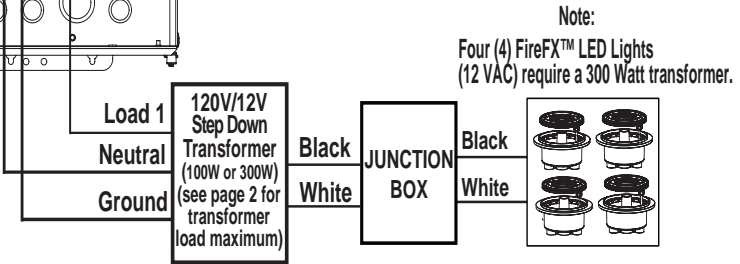 Note:
Four (4) FireFX™ LED Lights
(12 VAC) require a 300 Watt transformer.
Load 1
Neutral
Ground
120V/12V
Step Down
Transformer
(100W or 300W)
(see page 2 for
transformer
load maximum)
Black
White
JUNCTION
BOX
Black
White